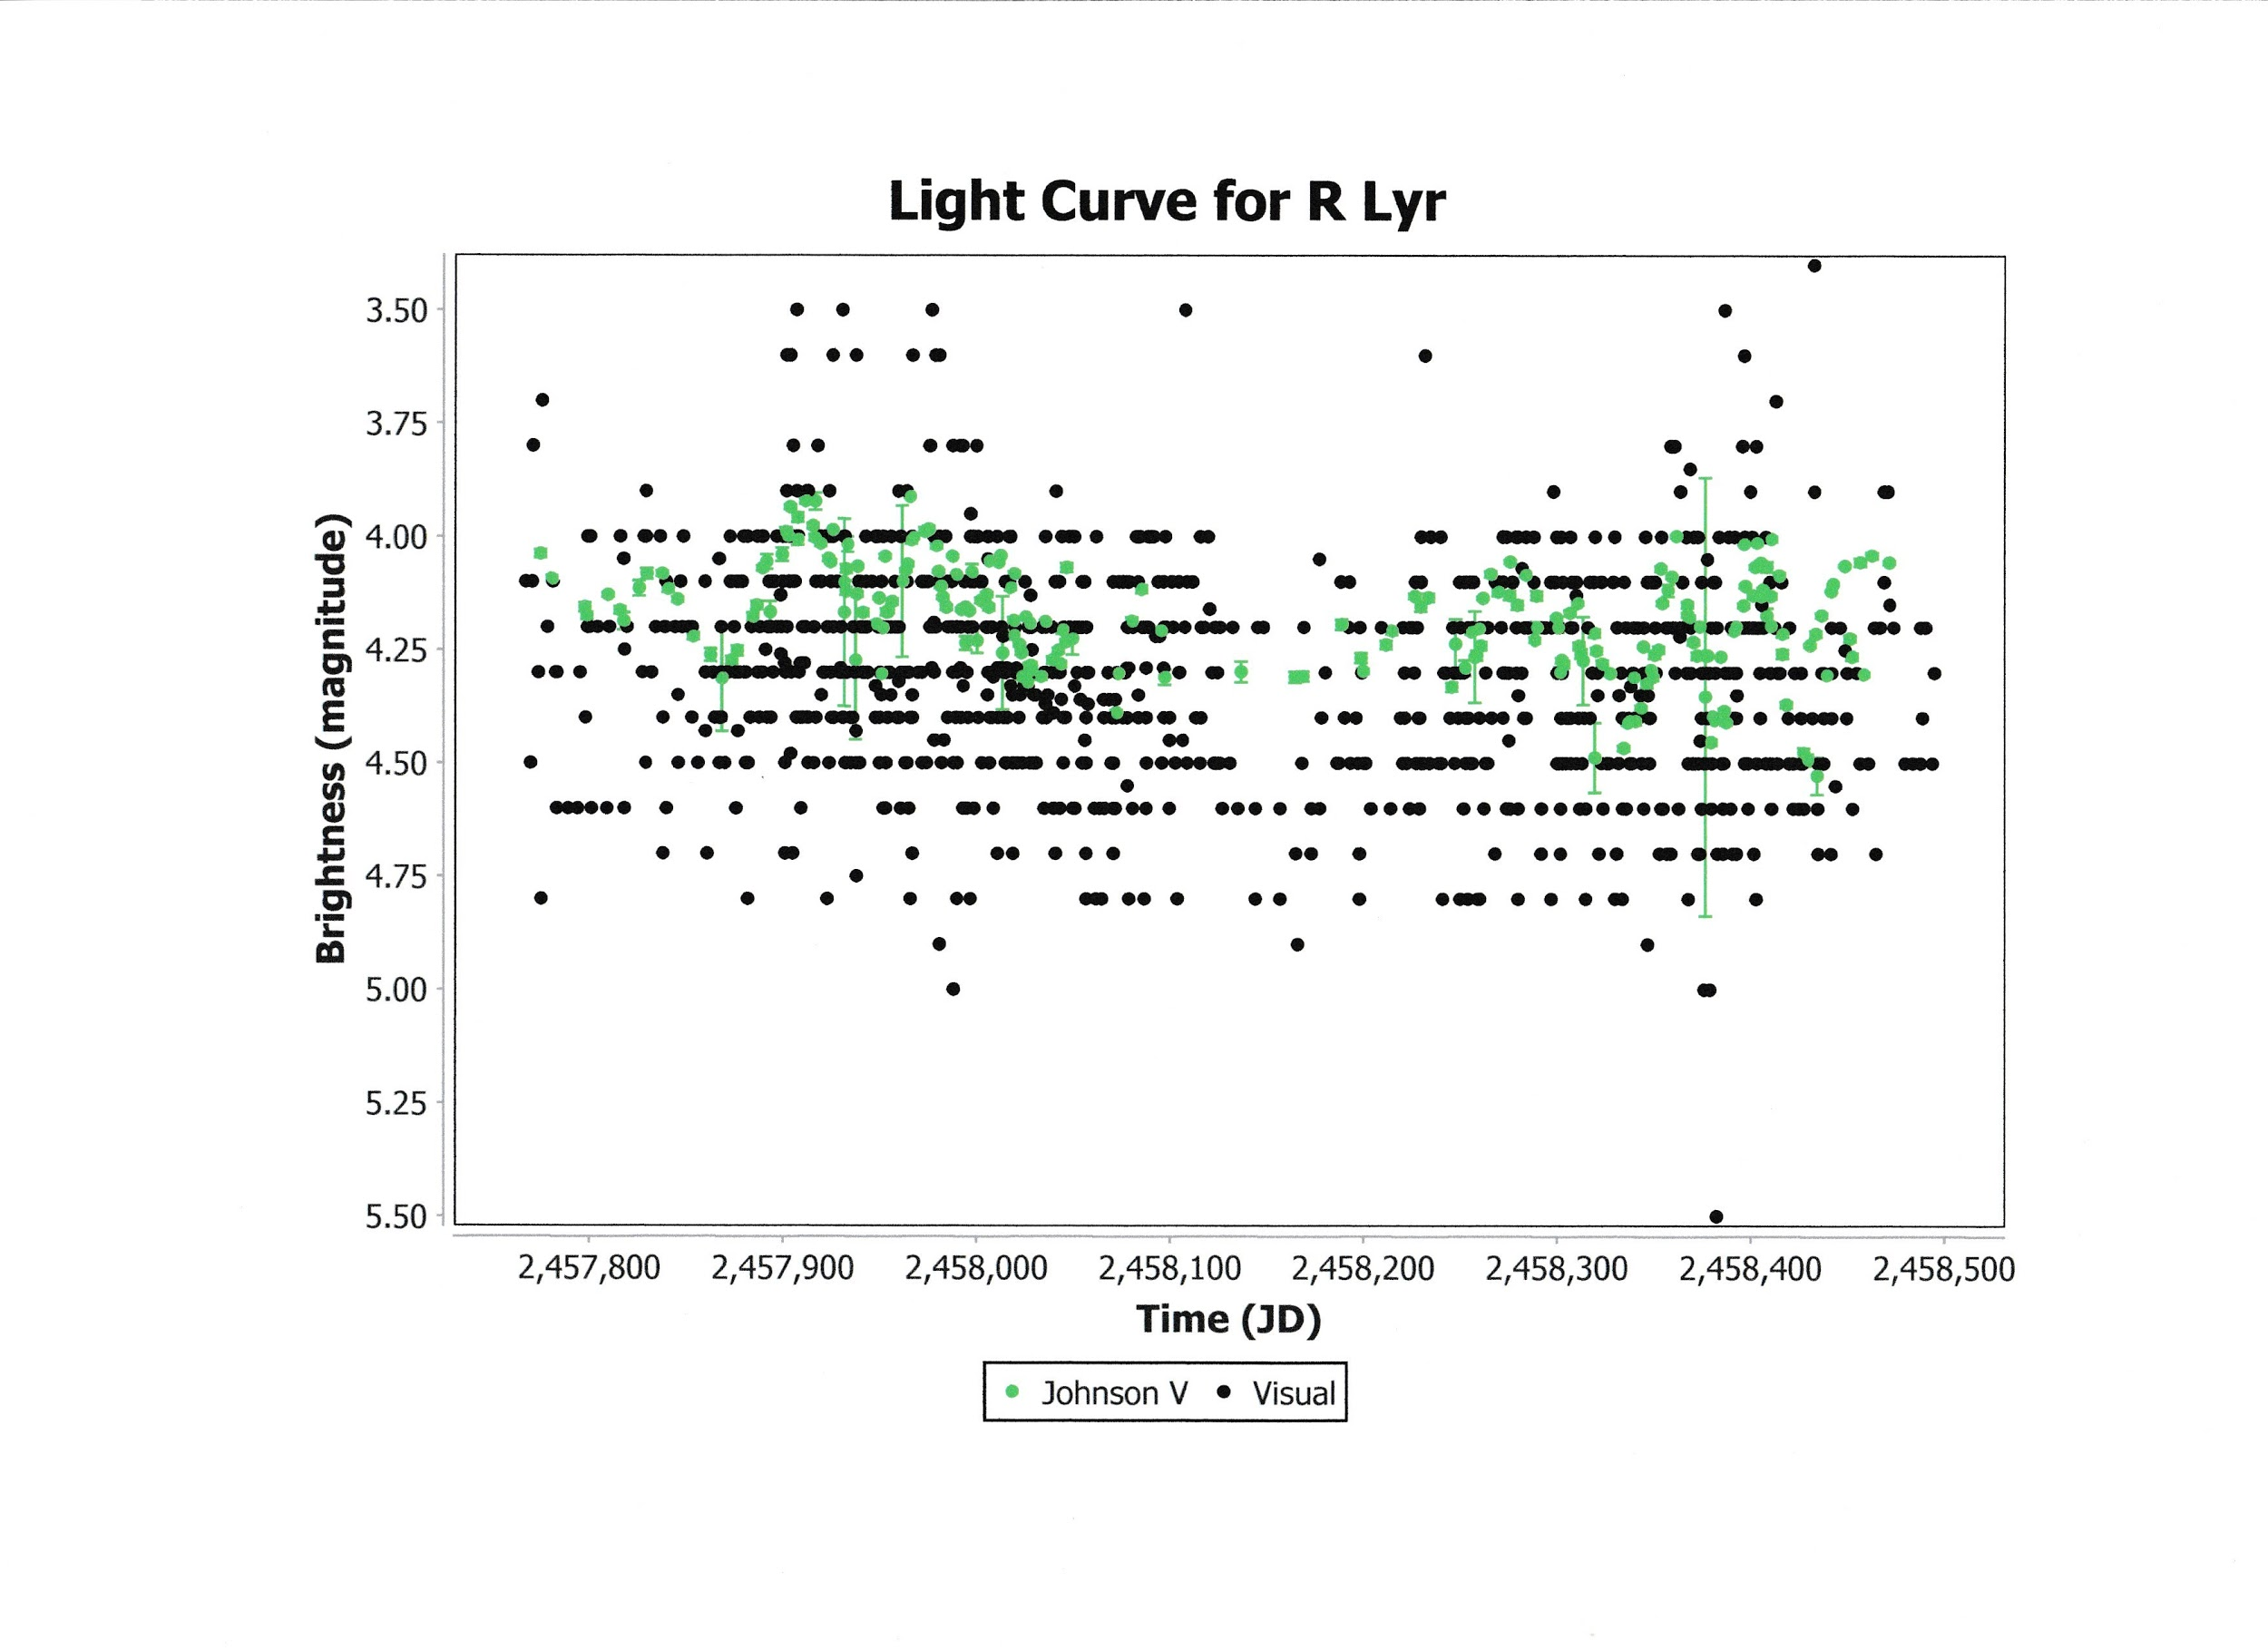 Light Curve for R Lyr
3.50
3.75
4.00
4.25
4.50
4.75
5.00
5.25
5.50
Brightness (magnitude)
2,457,800 2,457,900 2,458,000 2,458,100 2,458,200 2,458,300 2,458,400 2,458,500
Time (JD)
Johnson V Visual